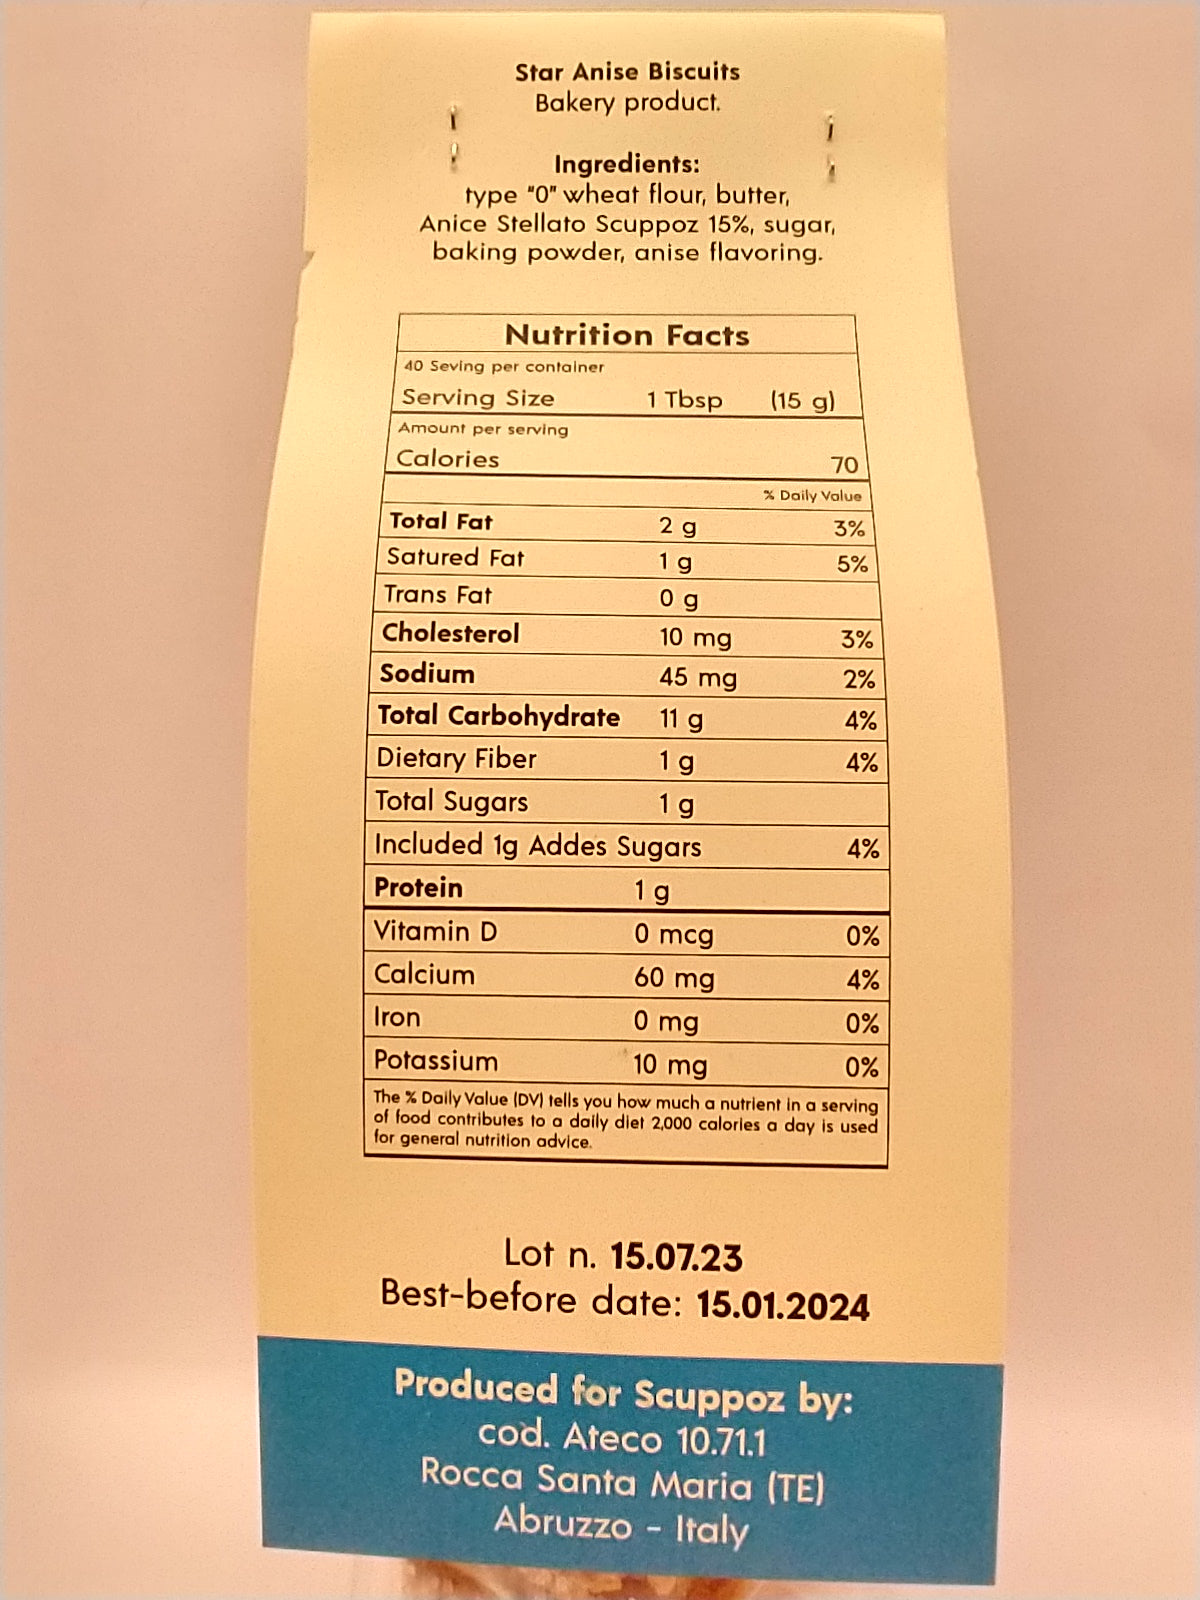 Star Anise Biscuits
Bakery product.
Ingredients:
type "0" wheat flour, butter,
Anice Stellato Scuppoz 15%, sugar,
baking powder, anise flavoring.
Nutrition Facts
40 Seving per container
Serving Size 1 Tbsp (15 g)
Amount per serving
Calories 70
% Daily Value
Total Fat 2 g 3%
Satured Fat 1 g 5%
Trans Fat 0 g
Cholesterol 10 mg 3%
Sodium 45 mg 2%
Total Carbohydrate 11 g 4%
Dietary Fiber 1 g 4%
Total Sugars 1 g
Included 1g Addes Sugars 4%
Protein 1 g
Vitamin D 0 mcg 0%
Calcium 60 mg 4%
Iron 0 mg 0%
Potassium 10 mg 0%
The % Daily Value (DV) tells you how much a nutrient in a serving
of food contributes to a daily diet 2,000 calories a day is used
for general nutrition advice.
Lot n. 15.07.23
Best-before date: 15.01.2024
Produced for Scuppoz by:
cod. Ateco 10.71.1
Rocca Santa Maria (TE)
Abruzzo - Italy